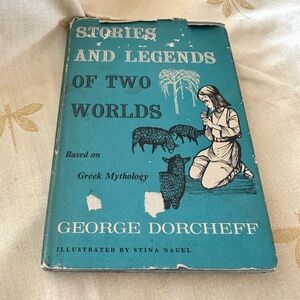 STORIES
AND LEGENDS
OF TWO
WORLDS
Based on
Greek Mythology
GEORGE DORCHEFF
ILLUSTRATED BY STINA NAGEL